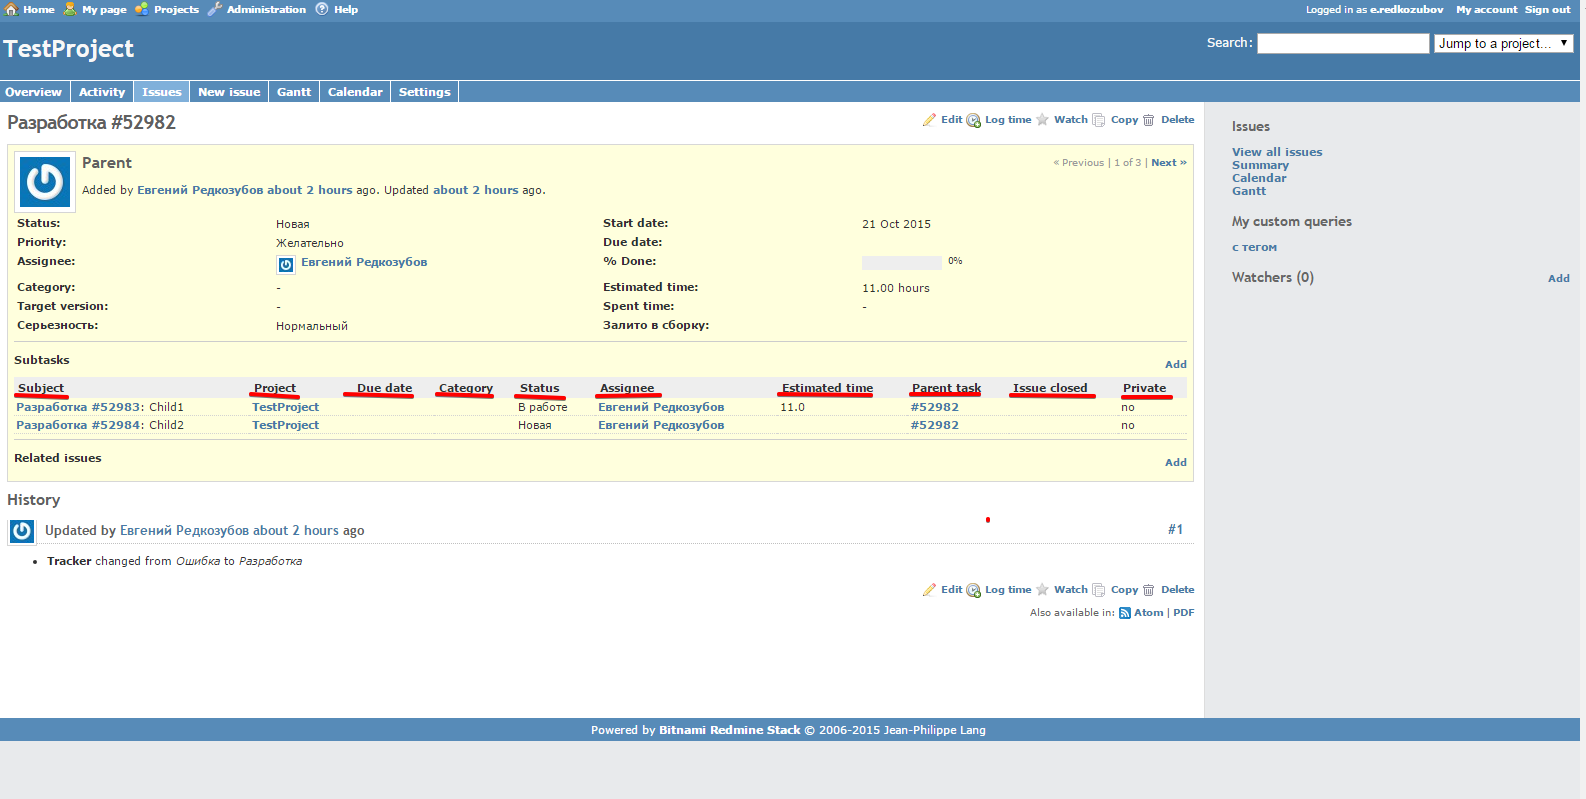 Home My page Projects Administration Help Logged in as e.redkozubov My account Sign out
TestProject Search: Jump to a project...
Overview Activity Issues New issue Gantt Calendar Settings
Разработка #52982 Edit Log time Watch Copy Delete
Parent « Previous | 1 of 3 | Next »
Added by Евгений Редкозубов about 2 hours ago. Updated about 2 hours ago.
Status: Новая Start date: 21 Oct 2015
Priority: Желательно Due date:
Assignee: Евгений Редкозубов % Done: 0%
Category: - Estimated time: 11.00 hours
Target version: - Spent time: -
Серьезность: Нормальный Залито в сборку:
Subtasks Add
Subject Project Due date Category Status Assignee Estimated time Parent task Issue closed Private
Разработка #52983: Child1 TestProject В работе Евгений Редкозубов 11.0 #52982 no
Разработка #52984: Child2 TestProject Новая Евгений Редкозубов #52982 no
Related issues Add
History
Updated by Евгений Редкозубов about 2 hours ago #1
• Tracker changed from Ошибка to Разработка
Edit Log time Watch Copy Delete
Also available in: Atom | PDF
Issues
View all issues
Summary
Calendar
Gantt
My custom queries
с тегом
Watchers (0) Add
Powered by Bitnami Redmine Stack © 2006-2015 Jean-Philippe Lang